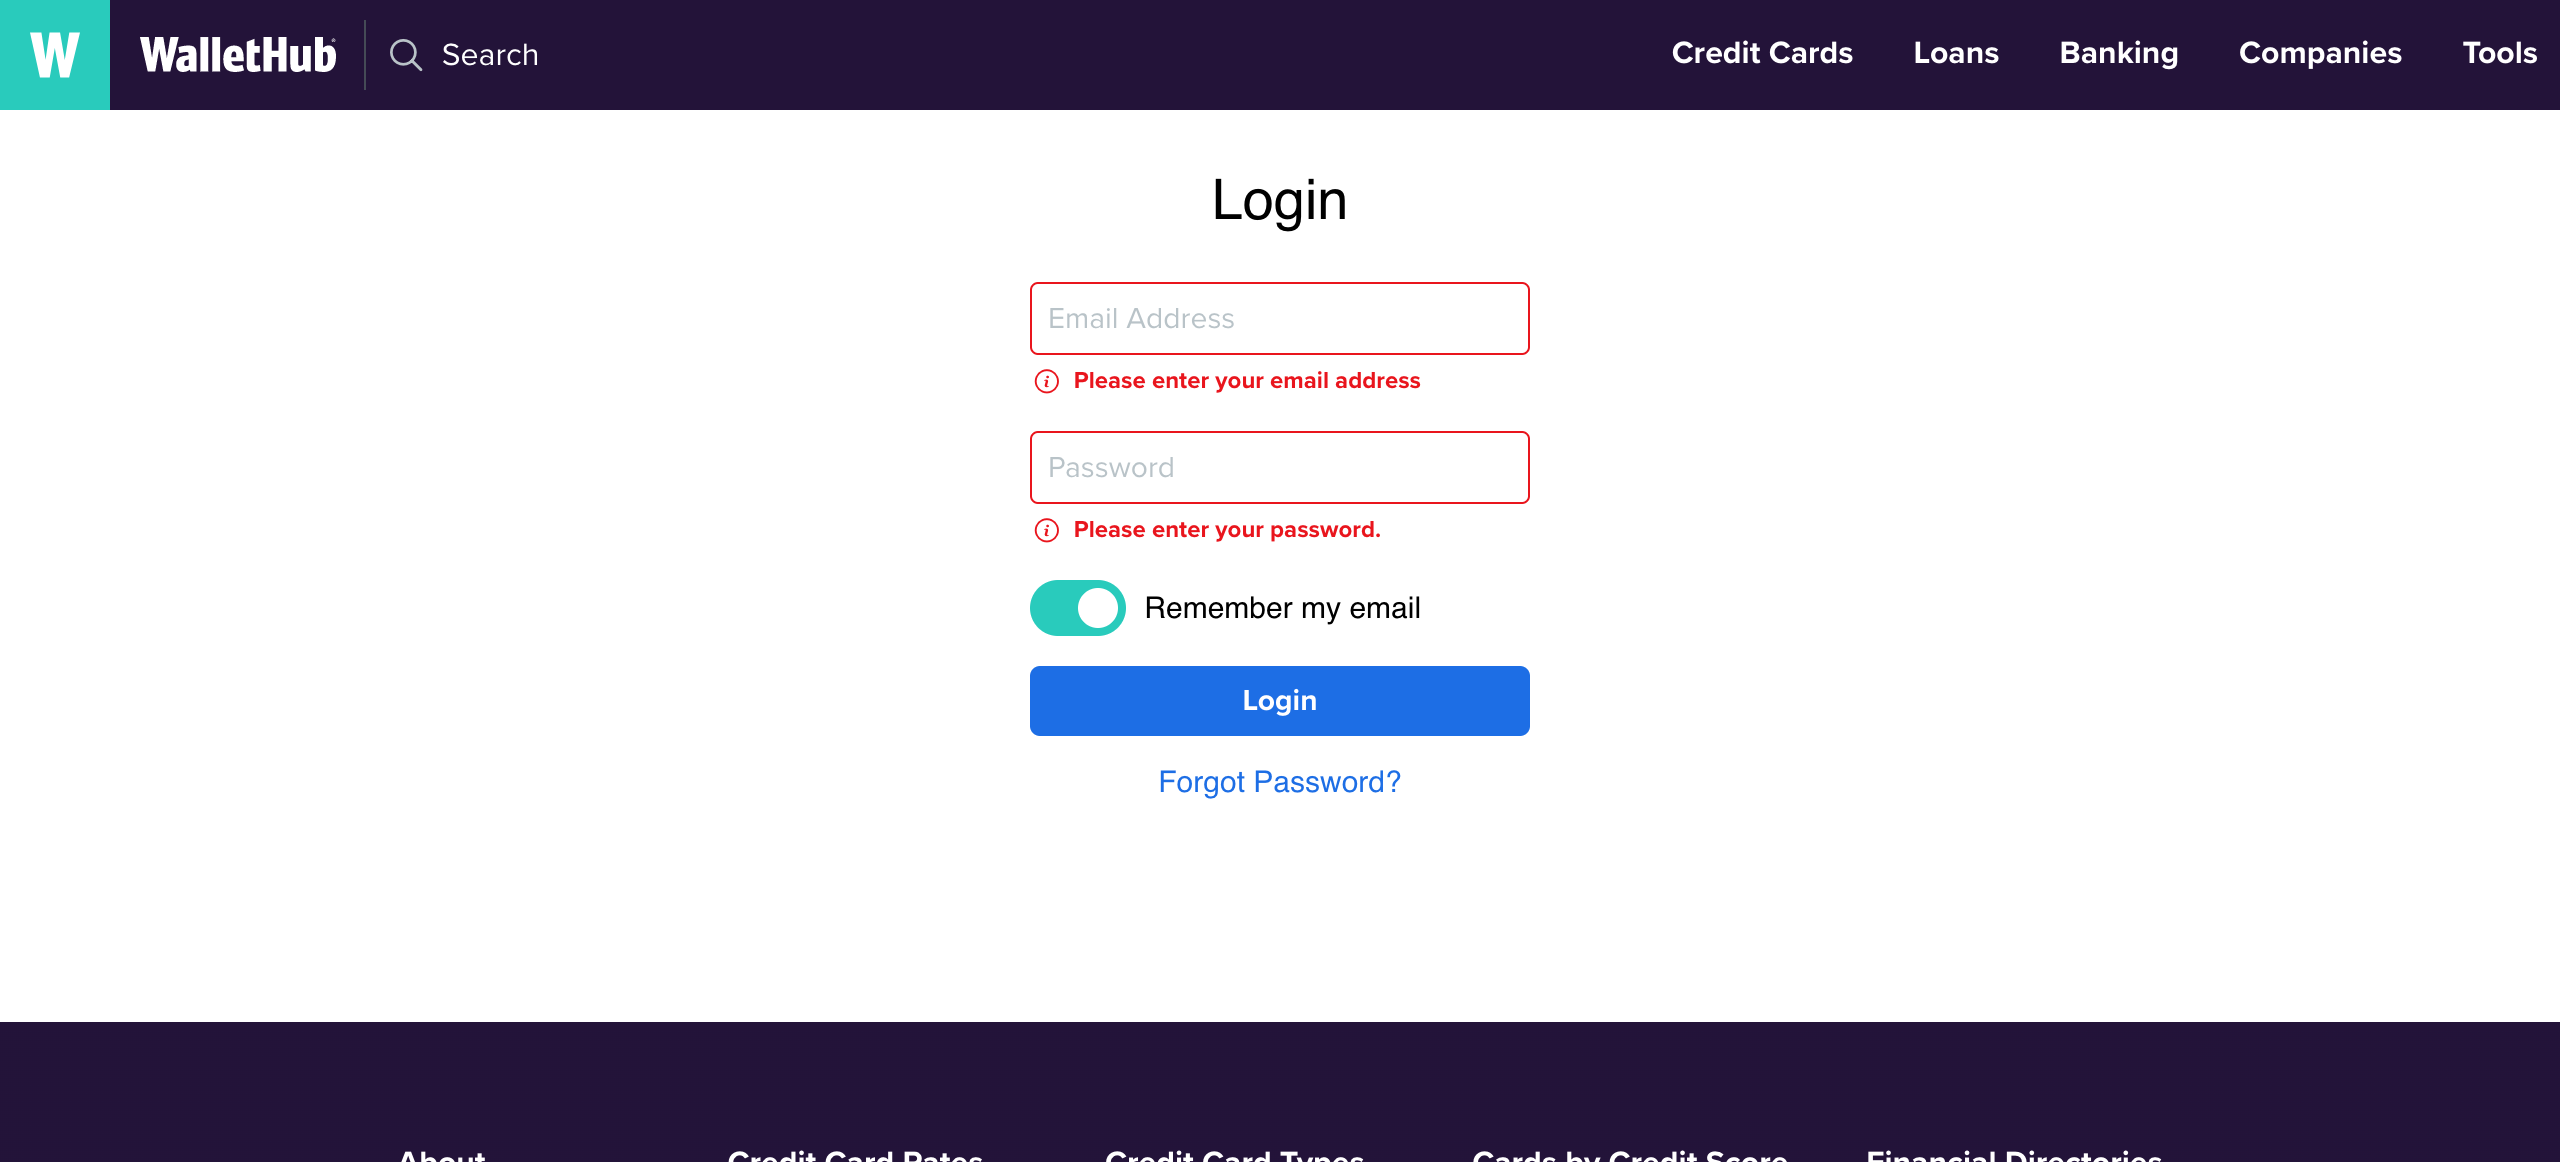 W WalletHub Search Credit Cards Loans Banking Companies Tools
Login
Email Address
Please enter your email address
Password
Please enter your password.
Remember my email
Login
Forgot Password?
About Credit Card Rates Credit Card Types Cards by Credit Score Financial Directories